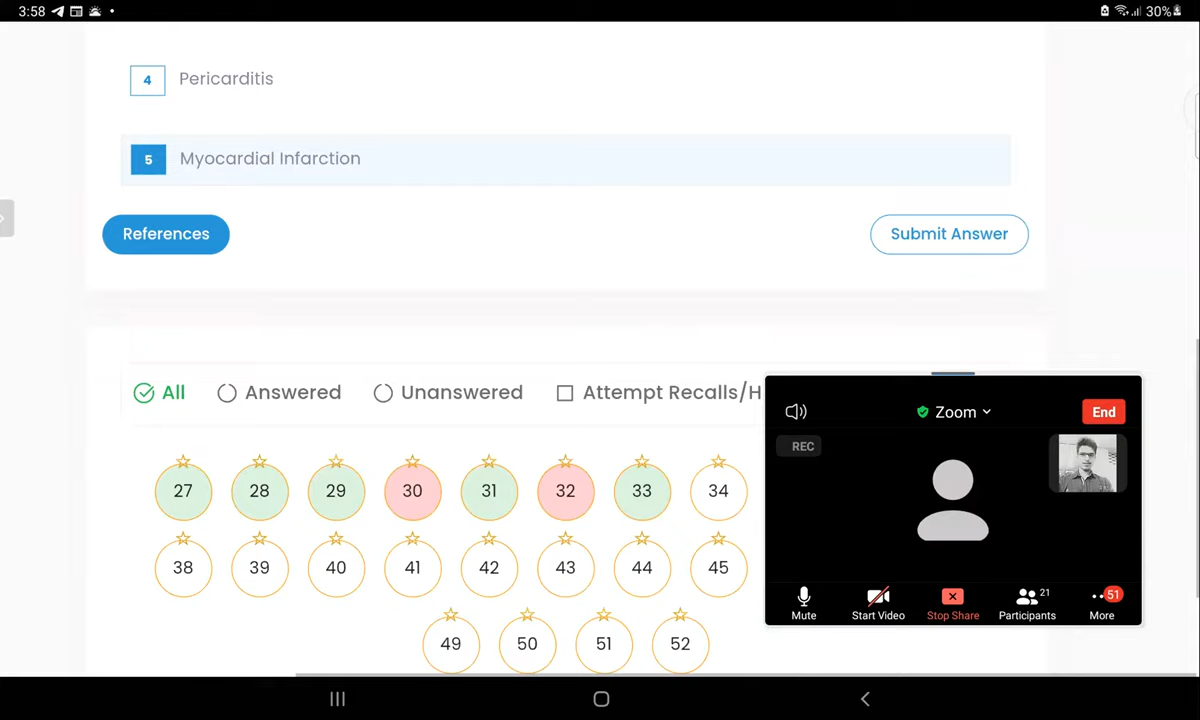 3:58
30%
4 Pericarditis
5 Myocardial Infarction
References
Submit Answer
All Answered Unanswered Attempt Recalls/H
Zoom
End
REC
27 28 29 30 31 32 33 34
38 39 40 41 42 43 44 45
49 50 51 52
21
51
Mute Start Video Stop Share Participants More